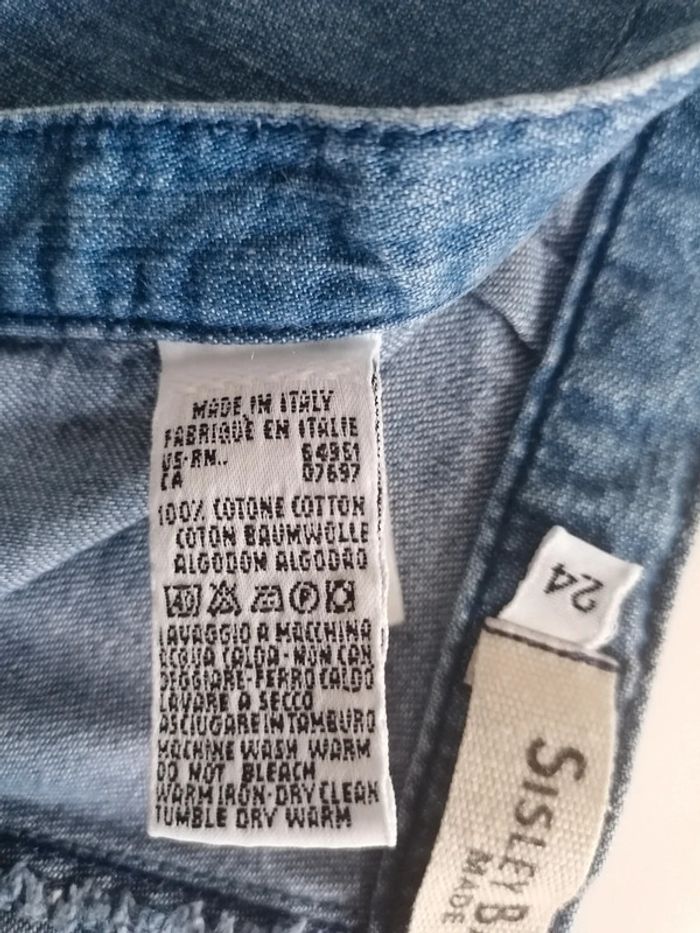 MADE IN ITALY
FABRIQUÈ EN ITALIE
US-RN.. 64961
CA 07697
100% COTONE COTTON
COTON BAUMWOLLE
ALGODON ALGODAO
40 P
LAVAGGIO A MACCHINA
ACQUA CALDA-NON CAN
DEGGIARE-FERRO CALDO
LAVARE A SECCO
ASCIUGARE IN TAMBURO
MACHINE WASH WARM
DO NOT BLEACH
WARM IRON-DRY CLEAN
TUMBLE DRY WARM
24
SISLEY
MADE